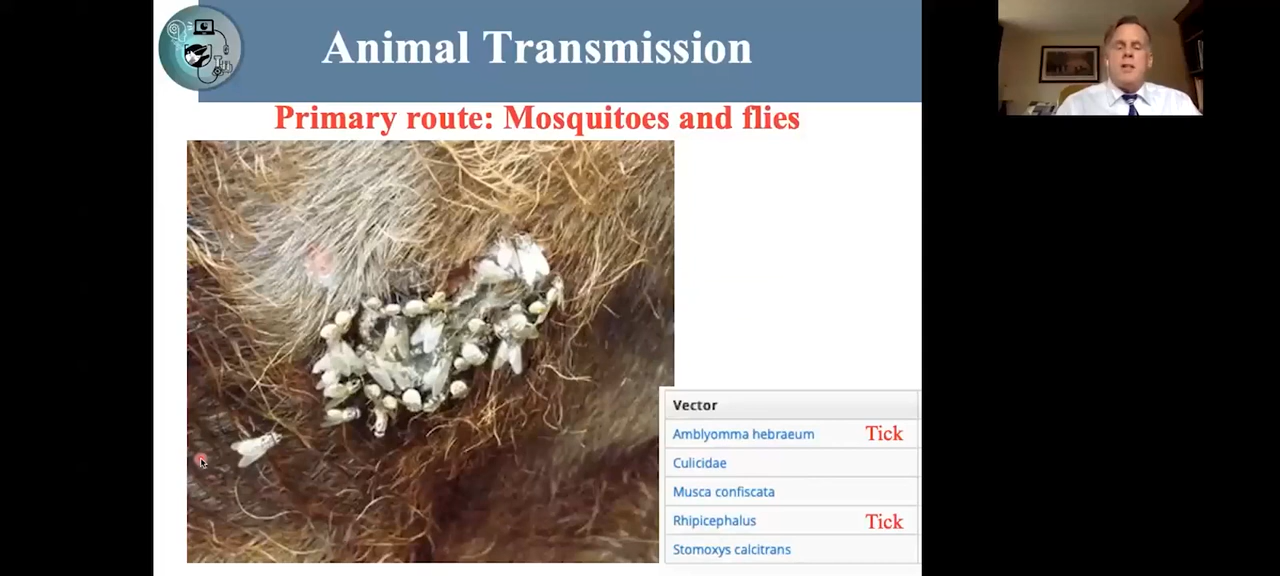 Animal Transmission
Primary route: Mosquitoes and flies
Vector
Amblyomma hebraeum Tick
Culicidae
Musca confiscata
Rhipicephalus Tick
Stomoxys calcitrans